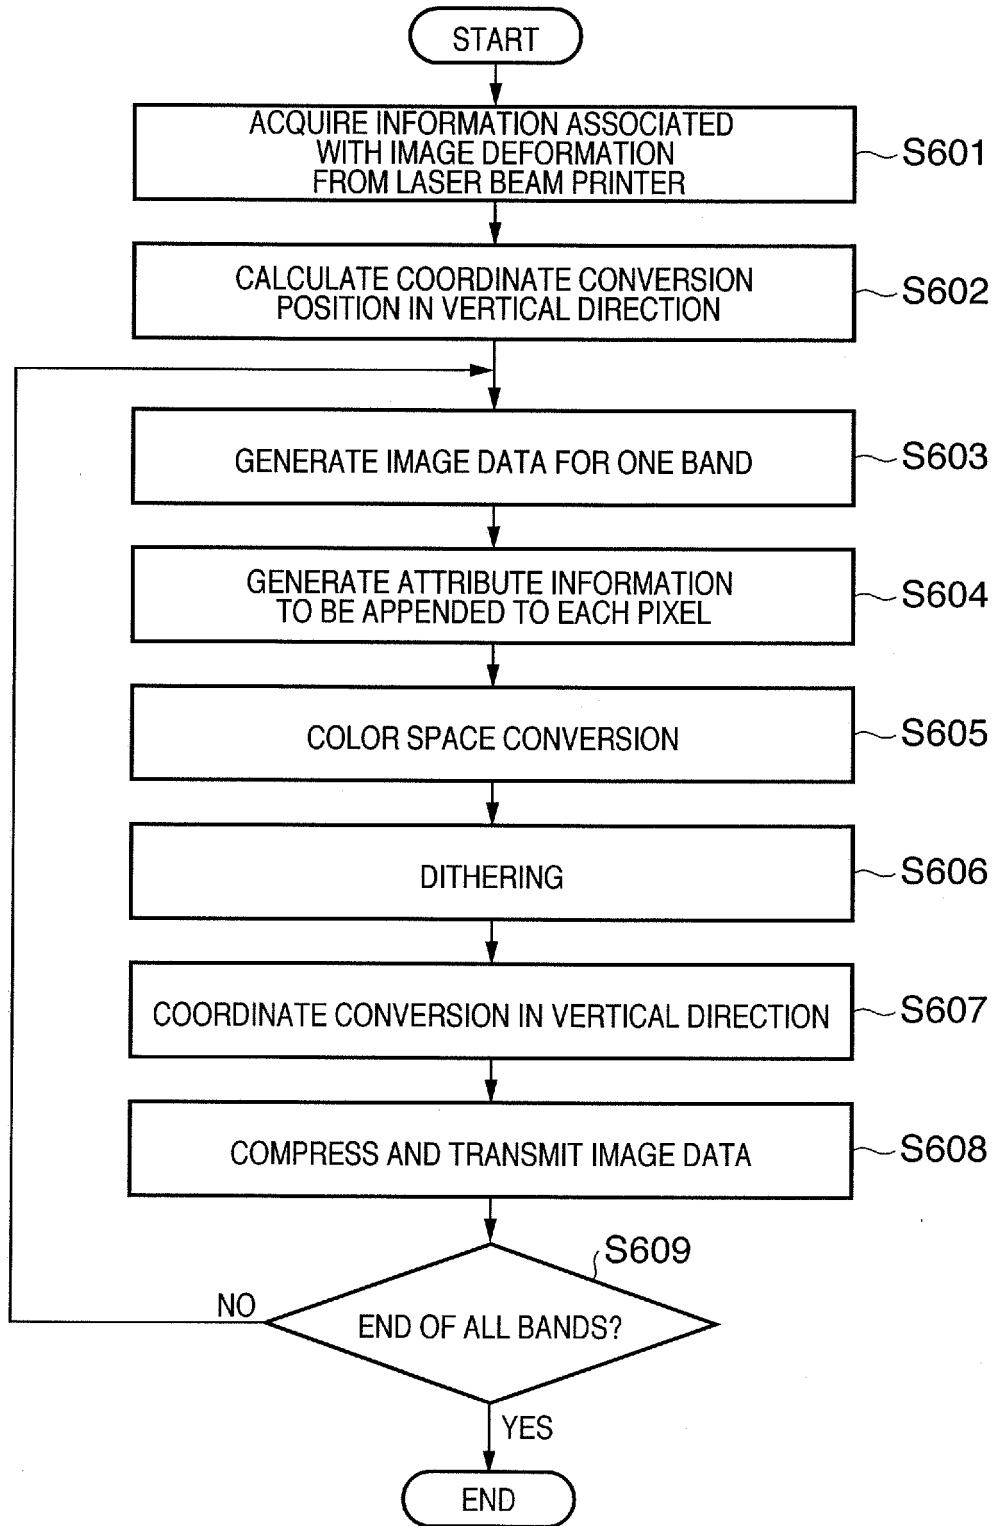 START
ACQUIRE INFORMATION ASSOCIATED
WITH IMAGE DEFORMATION
FROM LASER BEAM PRINTER
S601
CALCULATE COORDINATE CONVERSION
POSITION IN VERTICAL DIRECTION
S602
GENERATE IMAGE DATA FOR ONE BAND
S603
GENERATE ATTRIBUTE INFORMATION
TO BE APPENDED TO EACH PIXEL
S604
COLOR SPACE CONVERSION
S605
DITHERING
S606
COORDINATE CONVERSION IN VERTICAL DIRECTION
S607
COMPRESS AND TRANSMIT IMAGE DATA
S608
S609
NO
END OF ALL BANDS?
YES
END